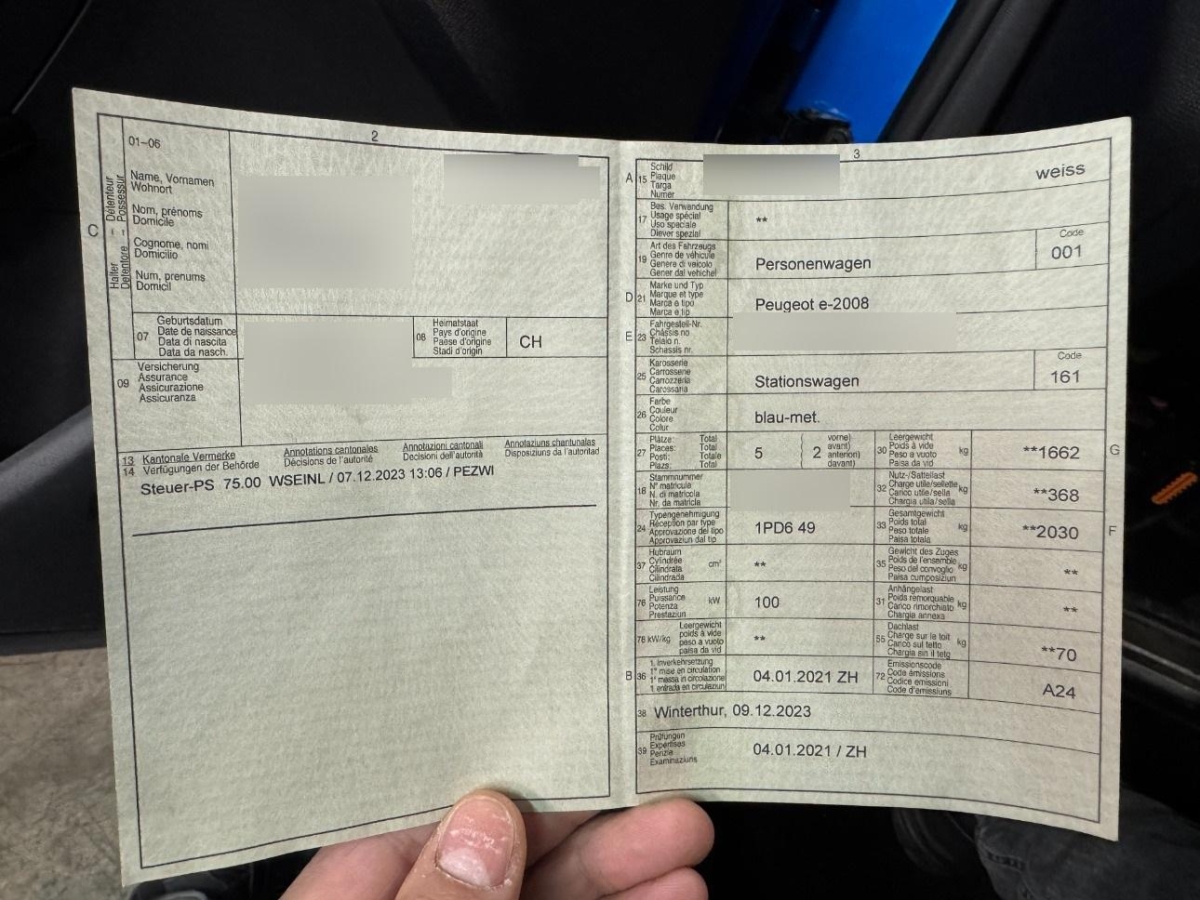 2
01–06
Name, Vornamen
Wohnort
Nom, prénoms
Domicile
Cognome, nomi
Domicilio
Num, prenums
Domicil
C
Halter – Détenteur
Detentore – Possessur
07
Geburtsdatum
Date de naissance
Data di nascita
Data da nasch.
08
Heimatstaat
Pays d'origine
Paese d'origine
Stadi d'origin
CH
09
Versicherung
Assurance
Assicurazione
Assicuranza
13 Kantonale Vermerke
14 Verfügungen der Behörde
Annotations cantonales
Décisions de l'autorité
Annotazioni cantonali
Decisioni dell'autorità
Annotaziuns chantunalas
Disposiziuns da l'autoritad
Steuer-PS 75.00 WSEINL / 07.12.2023 13:06 / PEZWI
3
A 15
Schild
Plaque
Targa
Numer
weiss
17
Bes. Verwendung
Usage spécial
Uso speciale
Diever spezial
**
19
Art des Fahrzeugs
Genre de véhicule
Genere di veicolo
Gener dal vehichel
Personenwagen
Code
001
D 21
Marke und Typ
Marque et type
Marca e tipo
Marca e tip
Peugeot e-2008
E 23
Fahrgestell-Nr.
Châssis no
Telaio n.
Schassis nr.
25
Karosserie
Carrosserie
Carrozzeria
Carossaria
Stationswagen
Code
161
26
Farbe
Couleur
Colore
Colur
blau-met.
27
Plätze: Total
Places: Total
Posti: Totale
Plazs: Total
5
( vorne)
( avant)
( anteriori)
( davant)
2
30
Leergewicht
Poids à vide
Peso a vuoto
Paisa da vid
kg
**1662
G
18
Stammnummer
N° matricule
N. di matricola
Nr. da matricla
32
Nutz-/Sattellast
Charge utile/sellette
Carico utile/sella
Chargia utila/sella
kg
**368
24
Typengenehmigung
Réception par type
Approvazione del tipo
Approvaziun dal tip
1PD6 49
33
Gesamtgewicht
Poids total
Peso totale
Paisa totala
kg
**2030
F
37
Hubraum
Cylindrée
Cilindrata
Cilindrada
cm³
**
35
Gewicht des Zuges
Poids de l'ensemble
Peso del convoglio
Paisa cumposiziun
kg
**
76
Leistung
Puissance
Potenza
Prestaziun
kW
100
31
Anhängelast
Poids remorquable
Carico rimorchiato
Chargia annexa
kg
**
78 kW/kg
Leergewicht
poids à vide
peso a vuoto
paisa da vid
**
55
Dachlast
Charge sur le toit
Carico sul tetto
Chargia sin il tetg
kg
**70
B 36
1. Inverkehrsetzung
1re mise en circulation
1a messa in circolazione
1. entrada en circulaziun
04.01.2021 ZH
72
Emissionscode
Code émissions
Codice emissioni
Code d'emissiuns
A24
38 Winterthur, 09.12.2023
39
Prüfungen
Expertises
Perizie
Examinaziuns
04.01.2021 / ZH